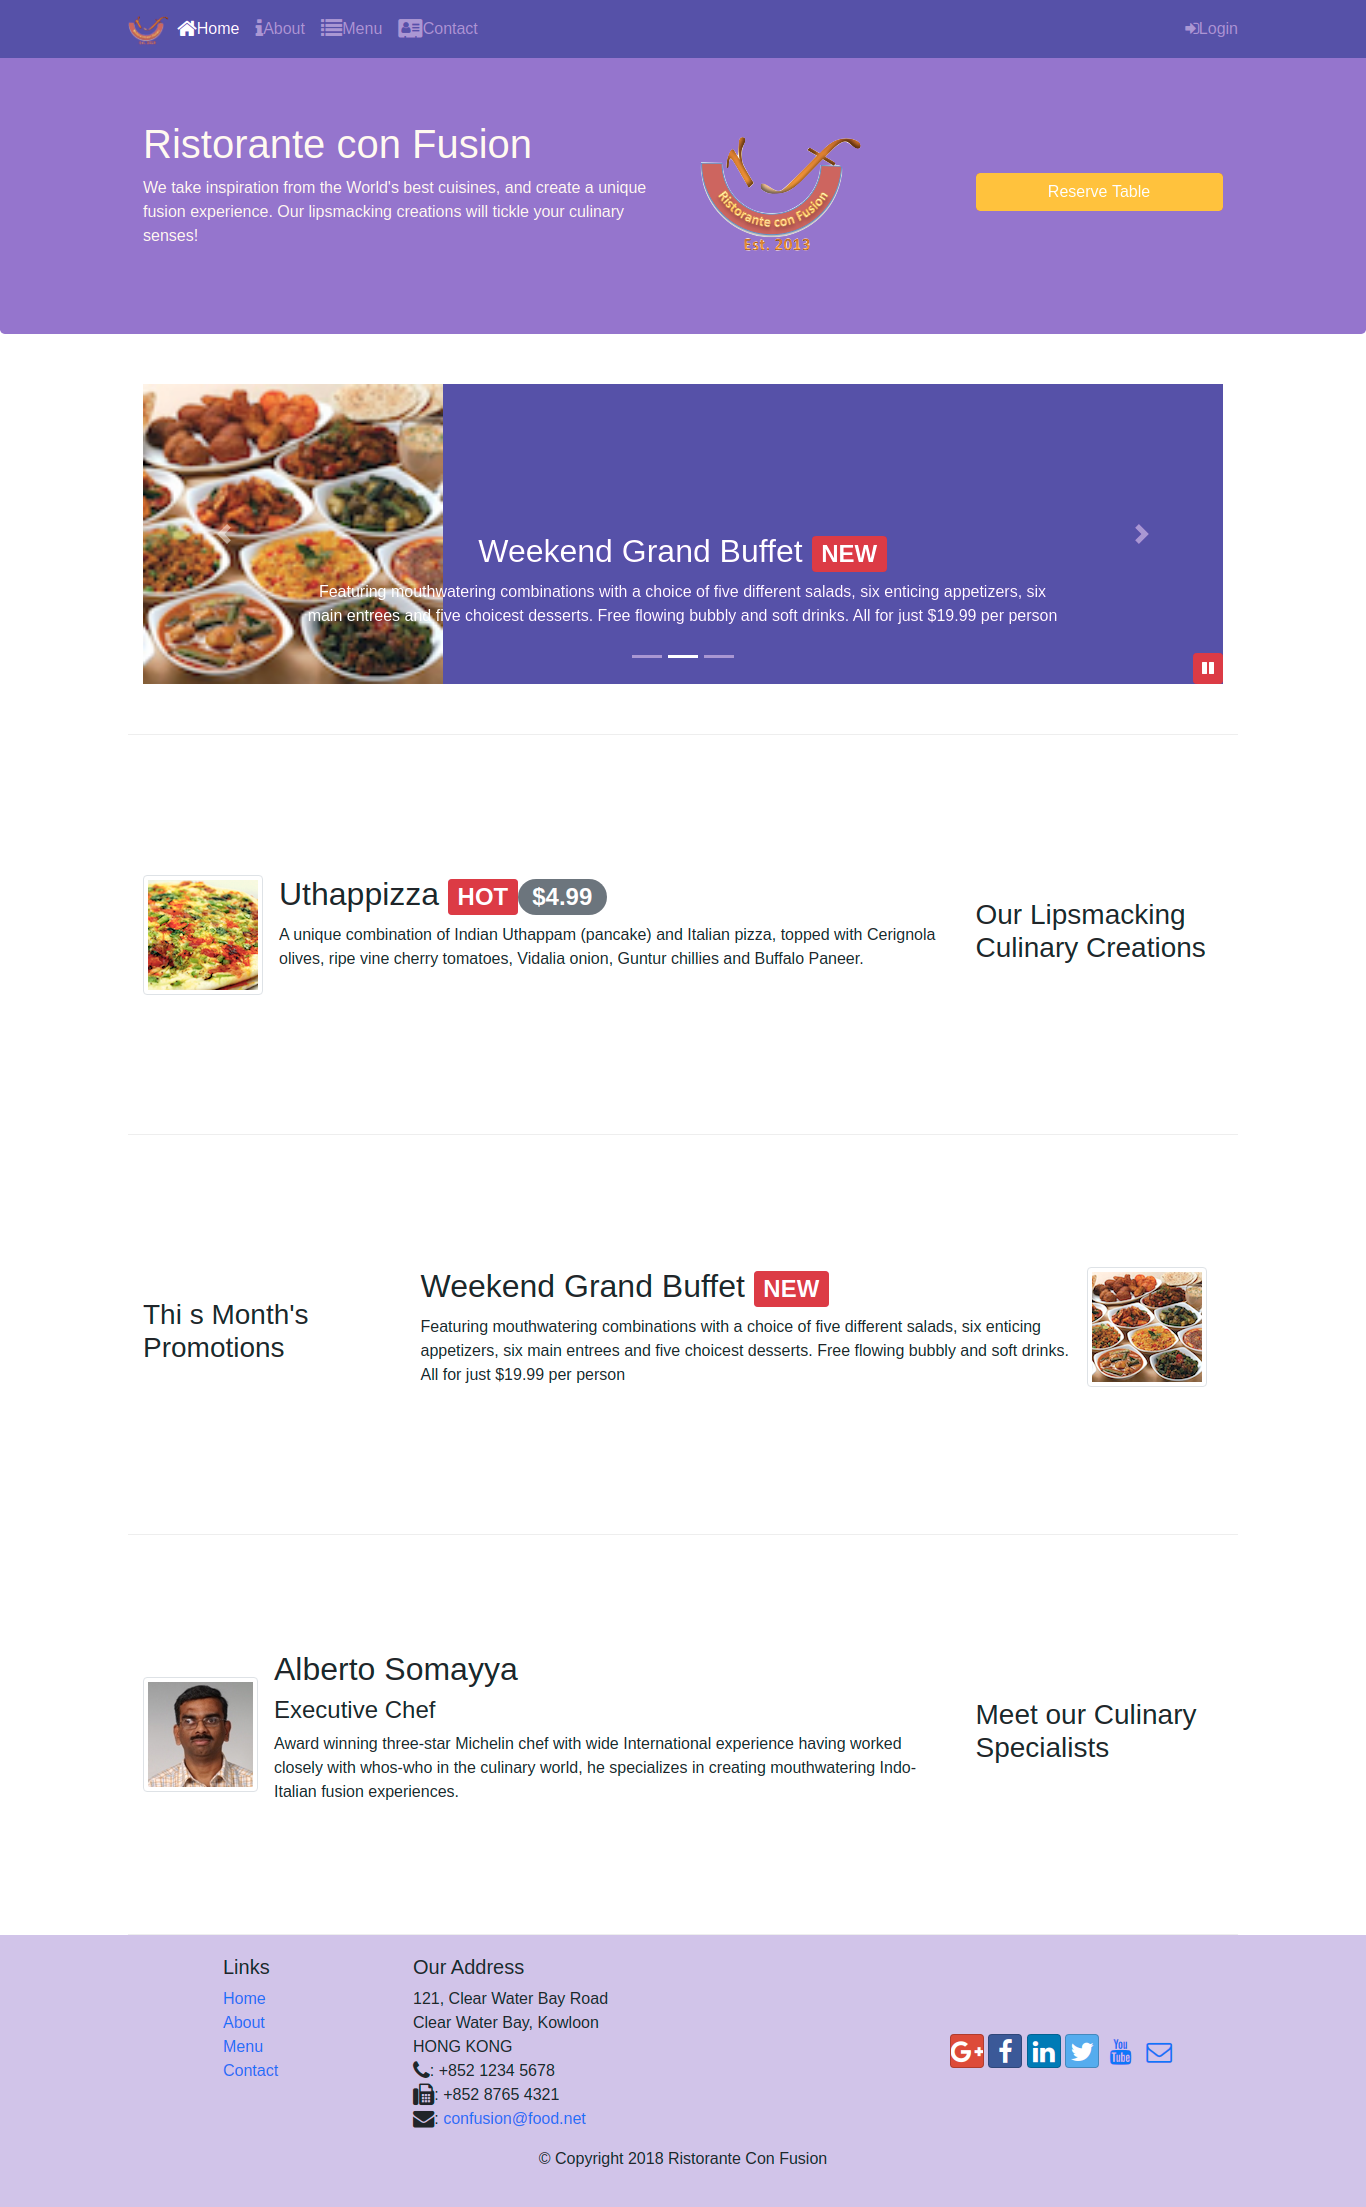 Home About Menu Contact Login
Ristorante con Fusion
We take inspiration from the World's best cuisines, and create a unique
fusion experience. Our lipsmacking creations will tickle your culinary
senses!
Ristorante con Fusion
Est. 2013
Reserve Table
Weekend Grand Buffet NEW
Featuring mouthwatering combinations with a choice of five different salads, six enticing appetizers, six
main entrees and five choicest desserts. Free flowing bubbly and soft drinks. All for just $19.99 per person
Uthappizza HOT $4.99
A unique combination of Indian Uthappam (pancake) and Italian pizza, topped with Cerignola
olives, ripe vine cherry tomatoes, Vidalia onion, Guntur chillies and Buffalo Paneer.
Our Lipsmacking
Culinary Creations
Thi s Month's
Promotions
Weekend Grand Buffet NEW
Featuring mouthwatering combinations with a choice of five different salads, six enticing
appetizers, six main entrees and five choicest desserts. Free flowing bubbly and soft drinks.
All for just $19.99 per person
Alberto Somayya
Executive Chef
Award winning three-star Michelin chef with wide International experience having worked
closely with whos-who in the culinary world, he specializes in creating mouthwatering Indo-
Italian fusion experiences.
Meet our Culinary
Specialists
Links
Home
About
Menu
Contact
Our Address
121, Clear Water Bay Road
Clear Water Bay, Kowloon
HONG KONG
: +852 1234 5678
: +852 8765 4321
: confusion@food.net
G+ f in You Tube
© Copyright 2018 Ristorante Con Fusion